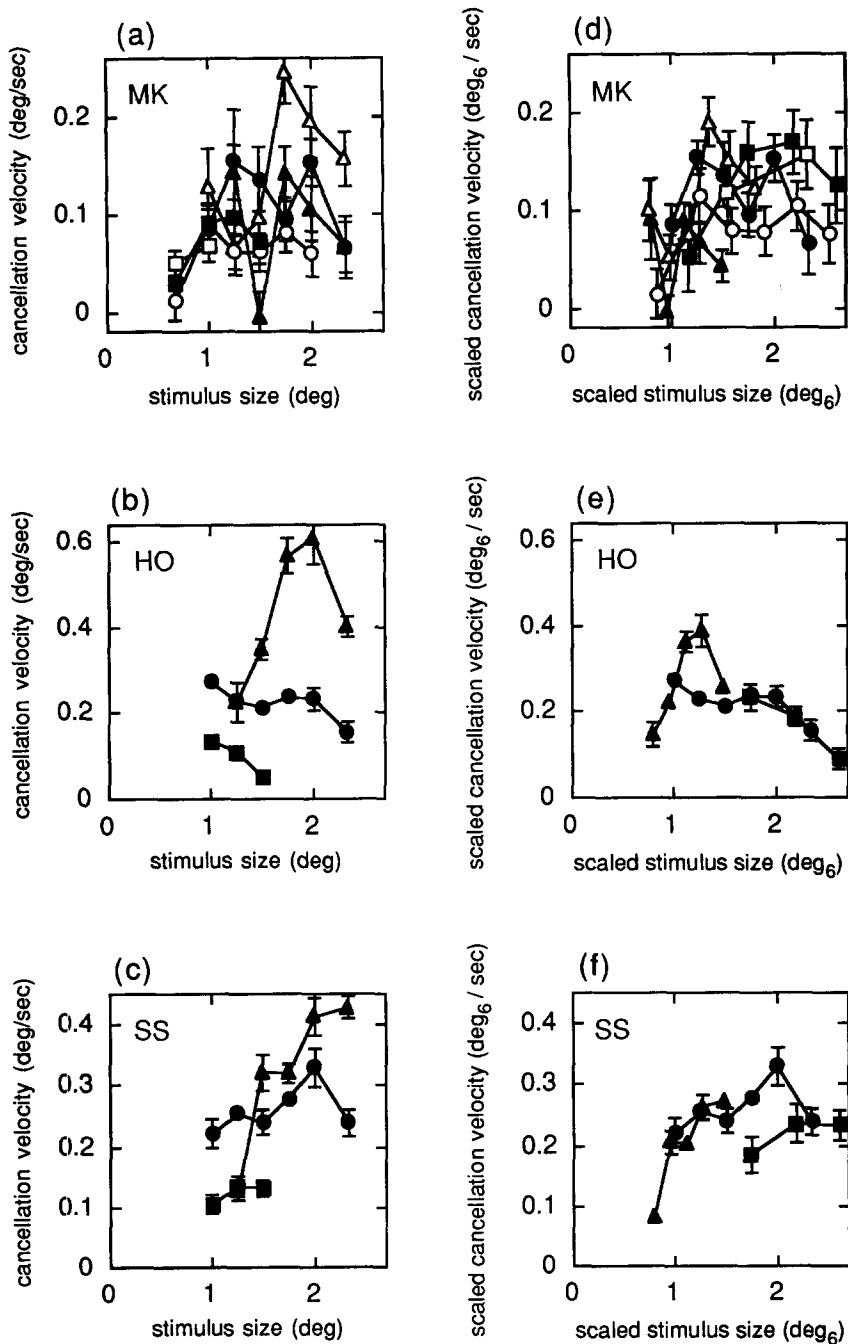 (a)
MK
cancellation velocity (deg/sec)
0.2
0.1
0
0 1 2
stimulus size (deg)
(d)
MK
scaled cancellation velocity (deg₆ / sec)
0.2
0.1
0
0 1 2
scaled stimulus size (deg₆)
(b)
HO
cancellation velocity (deg/sec)
0.6
0.4
0.2
0
0 1 2
stimulus size (deg)
(e)
HO
scaled cancellation velocity (deg₆ / sec)
0.6
0.4
0.2
0
0 1 2
scaled stimulus size (deg₆)
(c)
SS
cancellation velocity (deg/sec)
0.4
0.3
0.2
0.1
0
0 1 2
stimulus size (deg)
(f)
SS
scaled cancellation velocity (deg₆ / sec)
0.4
0.3
0.2
0.1
0
0 1 2
scaled stimulus size (deg₆)